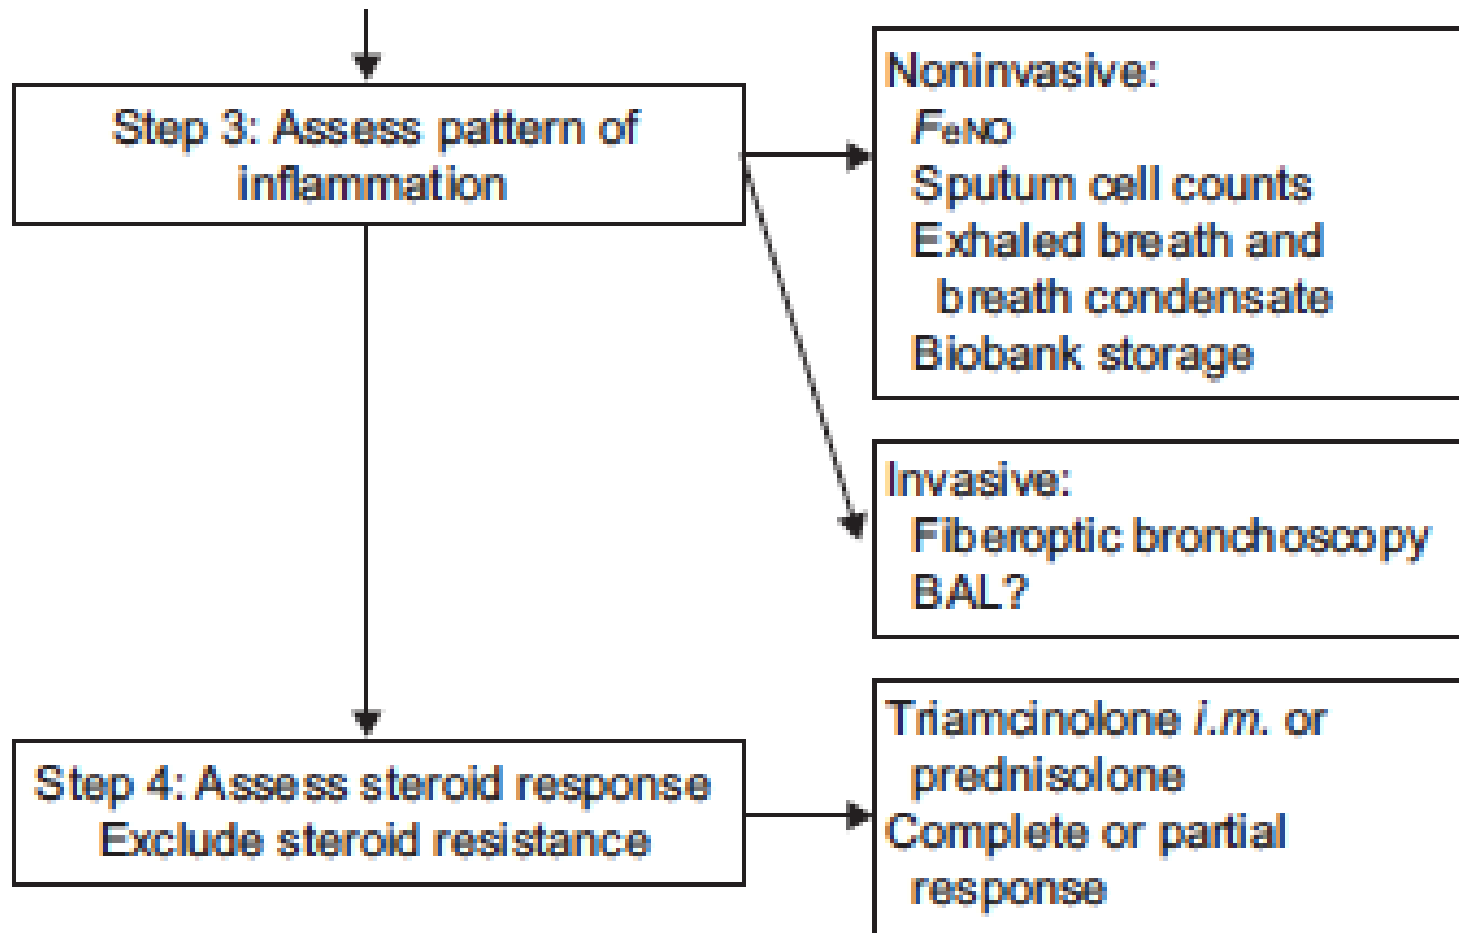 Step 3: Assess pattern of
inflammation
Noninvasive:
FeNO
Sputum cell counts
Exhaled breath and
breath condensate
Biobank storage
Invasive:
Fiberoptic bronchoscopy
BAL?
Step 4: Assess steroid response
Exclude steroid resistance
Triamcinolone i.m. or
prednisolone
Complete or partial
response